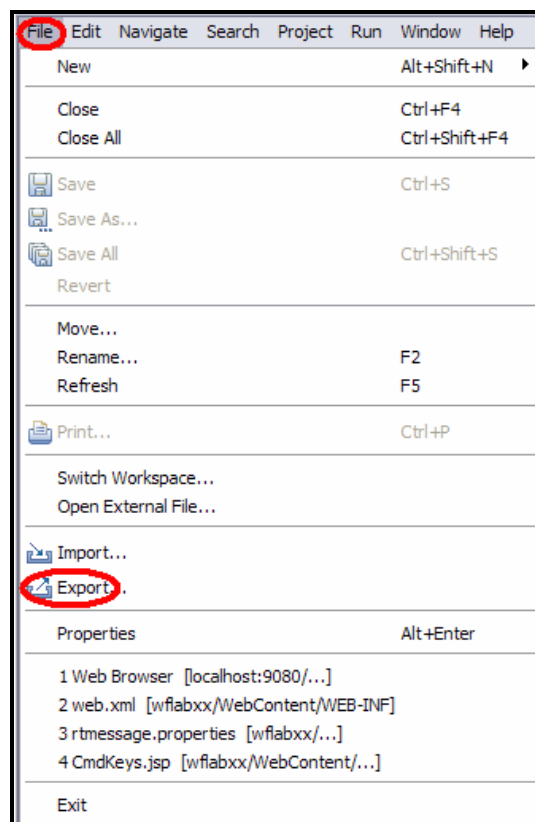 File Edit Navigate Search Project Run Window Help
New Alt+Shift+N
Close Ctrl+F4
Close All Ctrl+Shift+F4
Save Ctrl+S
Save As...
Save All Ctrl+Shift+S
Revert
Move...
Rename... F2
Refresh F5
Print... Ctrl+P
Switch Workspace...
Open External File...
Import...
Export...
Properties Alt+Enter
1 Web Browser [localhost:9080/...]
2 web.xml [wflabxx/WebContent/WEB-INF]
3 rtmessage.properties [wflabxx/...]
4 CmdKeys.jsp [wflabxx/WebContent/...]
Exit